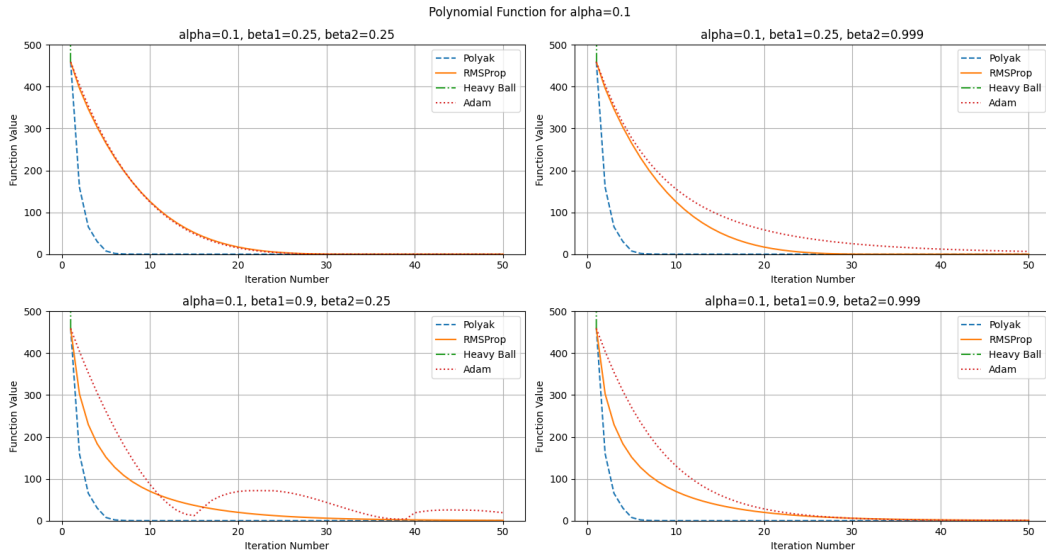 Polynomial Function for alpha=0.1
alpha=0.1, beta1=0.25, beta2=0.25
Function Value
500
400
300
200
100
0
0 10 20 30 40 50
Iteration Number
Polyak
RMSProp
Heavy Ball
Adam
alpha=0.1, beta1=0.25, beta2=0.999
Function Value
500
400
300
200
100
0
0 10 20 30 40 50
Iteration Number
Polyak
RMSProp
Heavy Ball
Adam
alpha=0.1, beta1=0.9, beta2=0.25
Function Value
500
400
300
200
100
0
0 10 20 30 40 50
Iteration Number
Polyak
RMSProp
Heavy Ball
Adam
alpha=0.1, beta1=0.9, beta2=0.999
Function Value
500
400
300
200
100
0
0 10 20 30 40 50
Iteration Number
Polyak
RMSProp
Heavy Ball
Adam